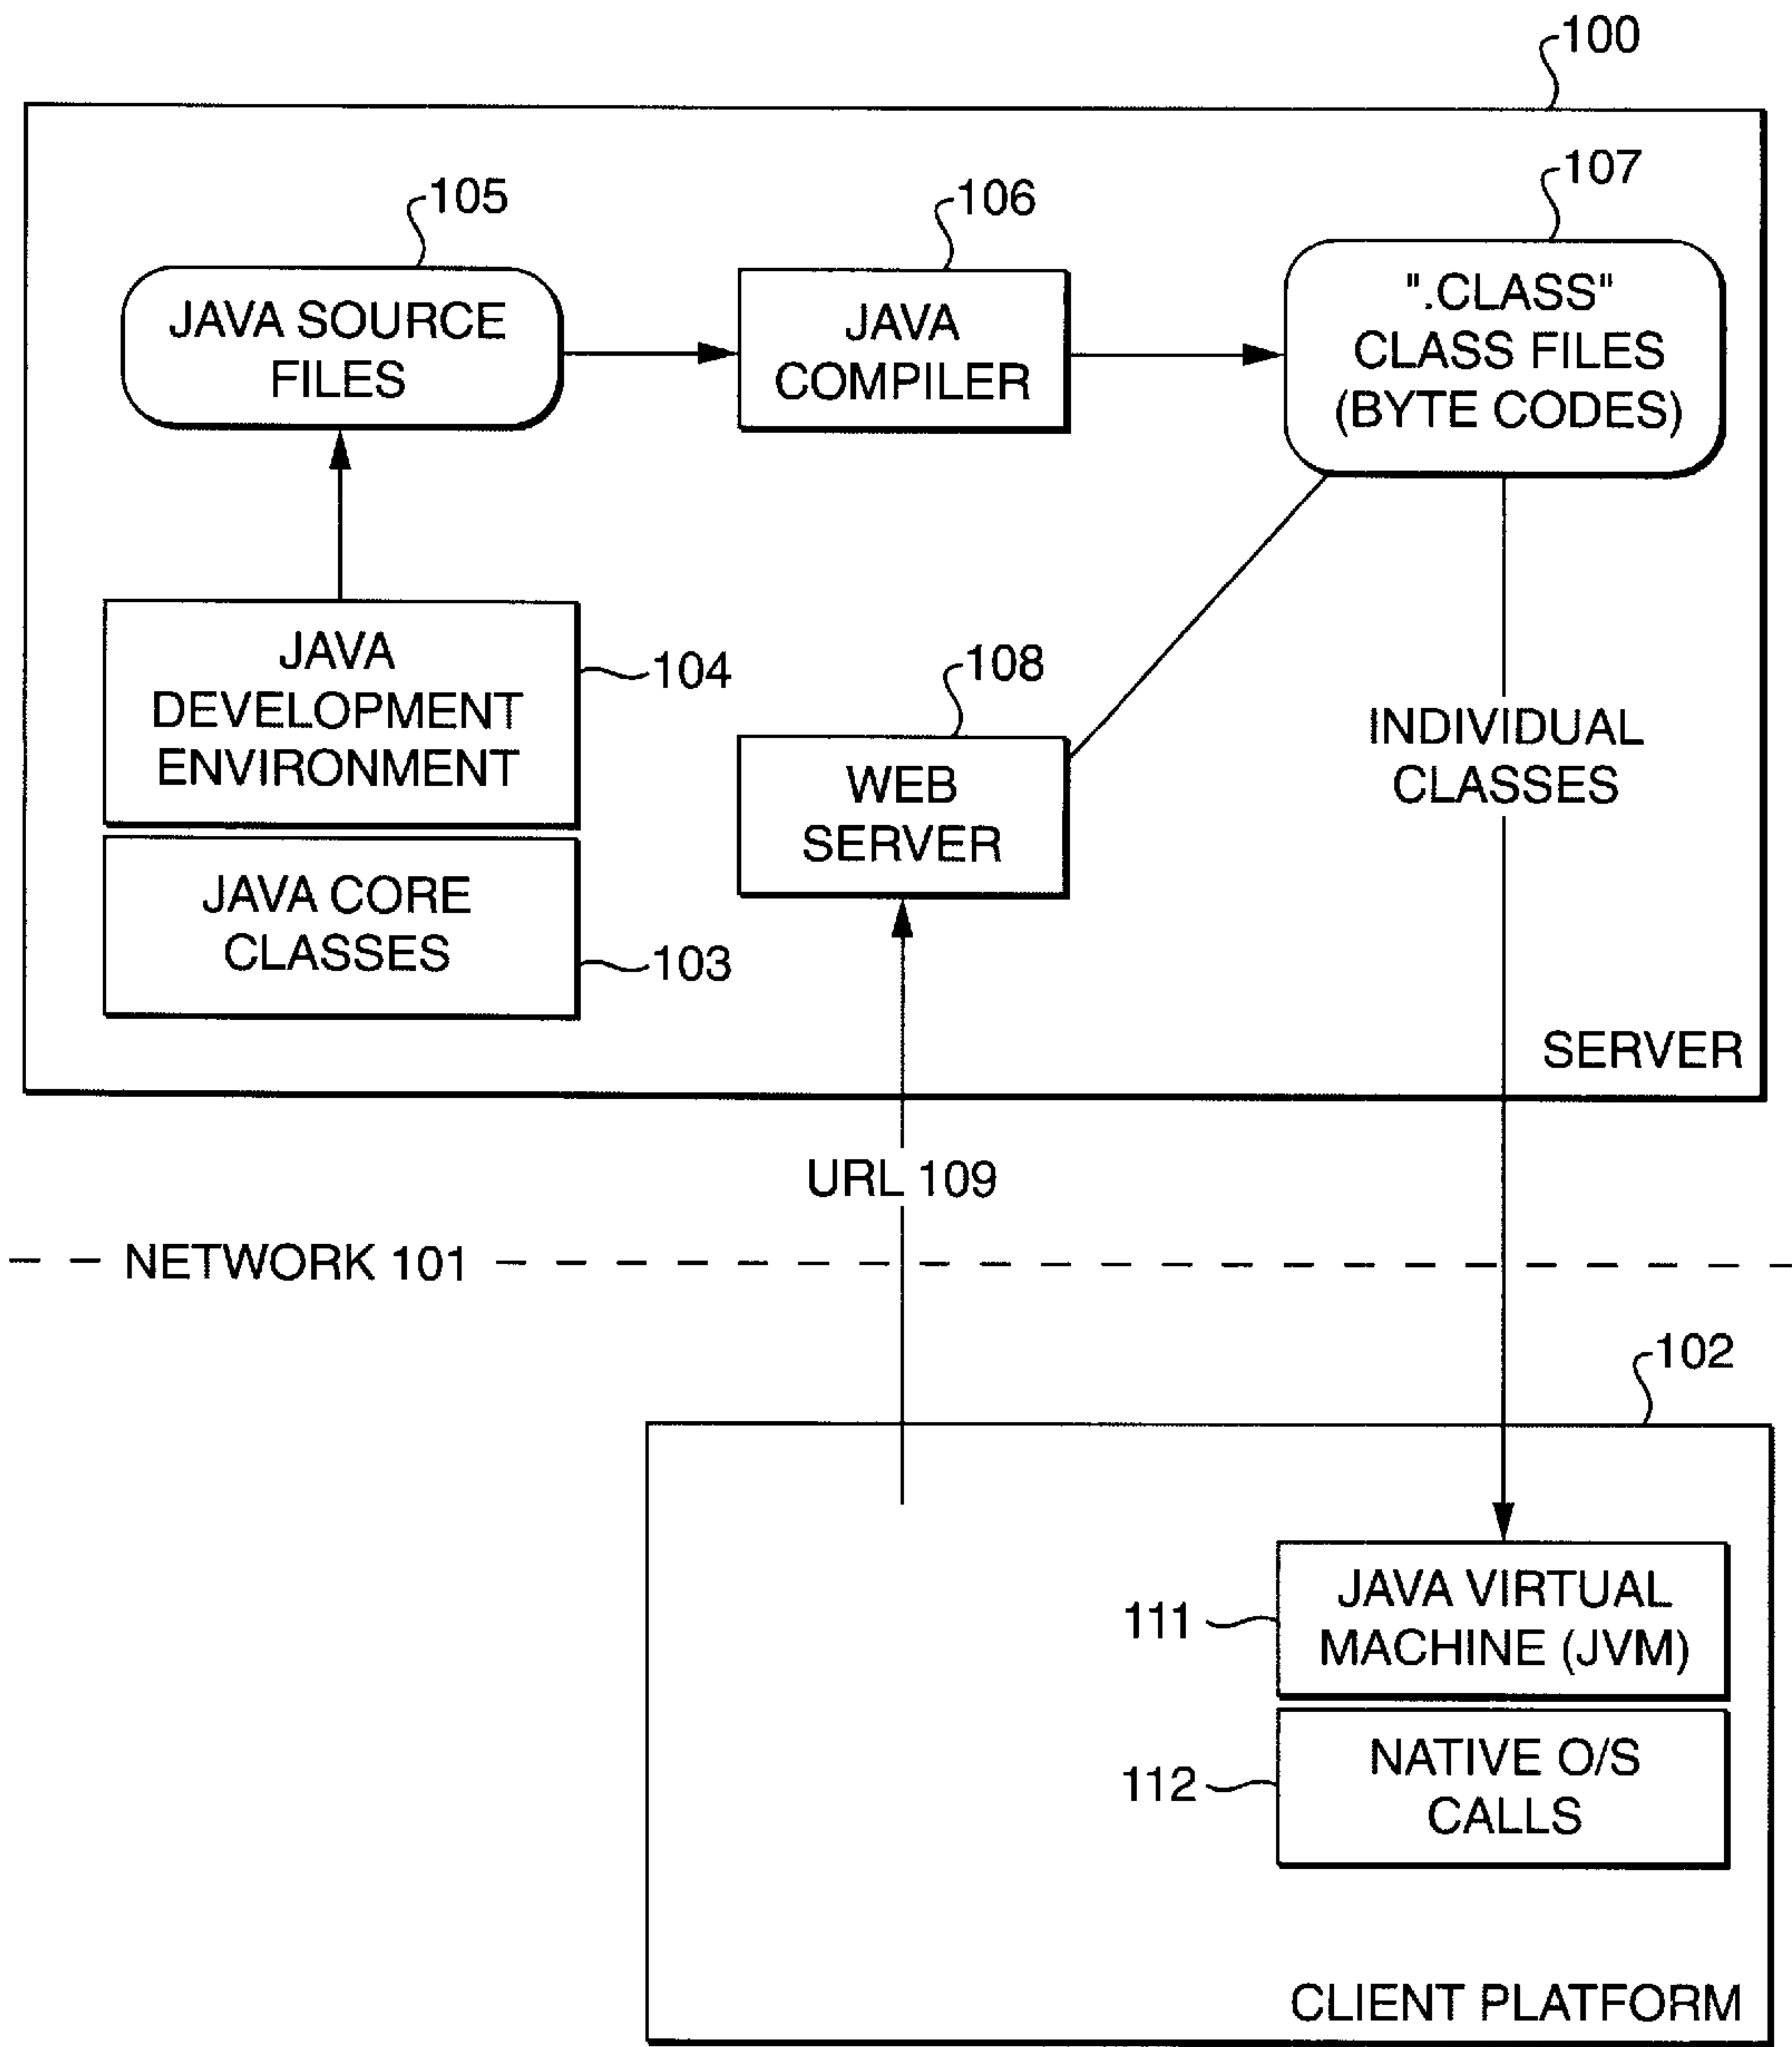 100
105
106
107
JAVA SOURCE
FILES
JAVA
COMPILER
".CLASS"
CLASS FILES
(BYTE CODES)
JAVA
DEVELOPMENT
ENVIRONMENT
104
108
WEB
SERVER
INDIVIDUAL
CLASSES
JAVA CORE
CLASSES
103
SERVER
URL 109
NETWORK 101
102
JAVA VIRTUAL
MACHINE (JVM)
111
NATIVE O/S
CALLS
112
CLIENT PLATFORM